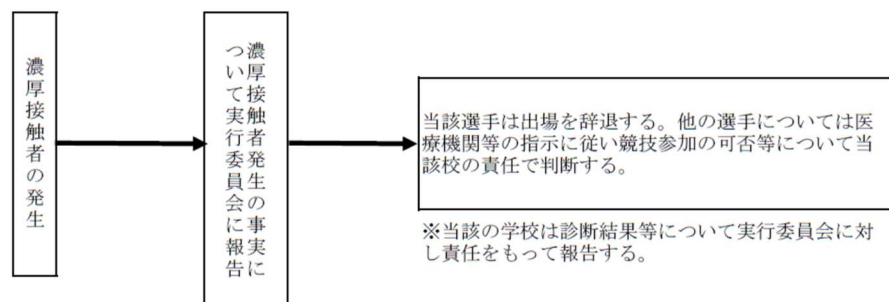 濃厚接触者の発生
濃厚接触者発生の事実に
ついて実行委員会に報告
当該選手は出場を辞退する。他の選手については医
療機関等の指示に従い競技参加の可否等について当
該校の責任で判断する。
※当該の学校は診断結果等について実行委員会に対
し責任をもって報告する。